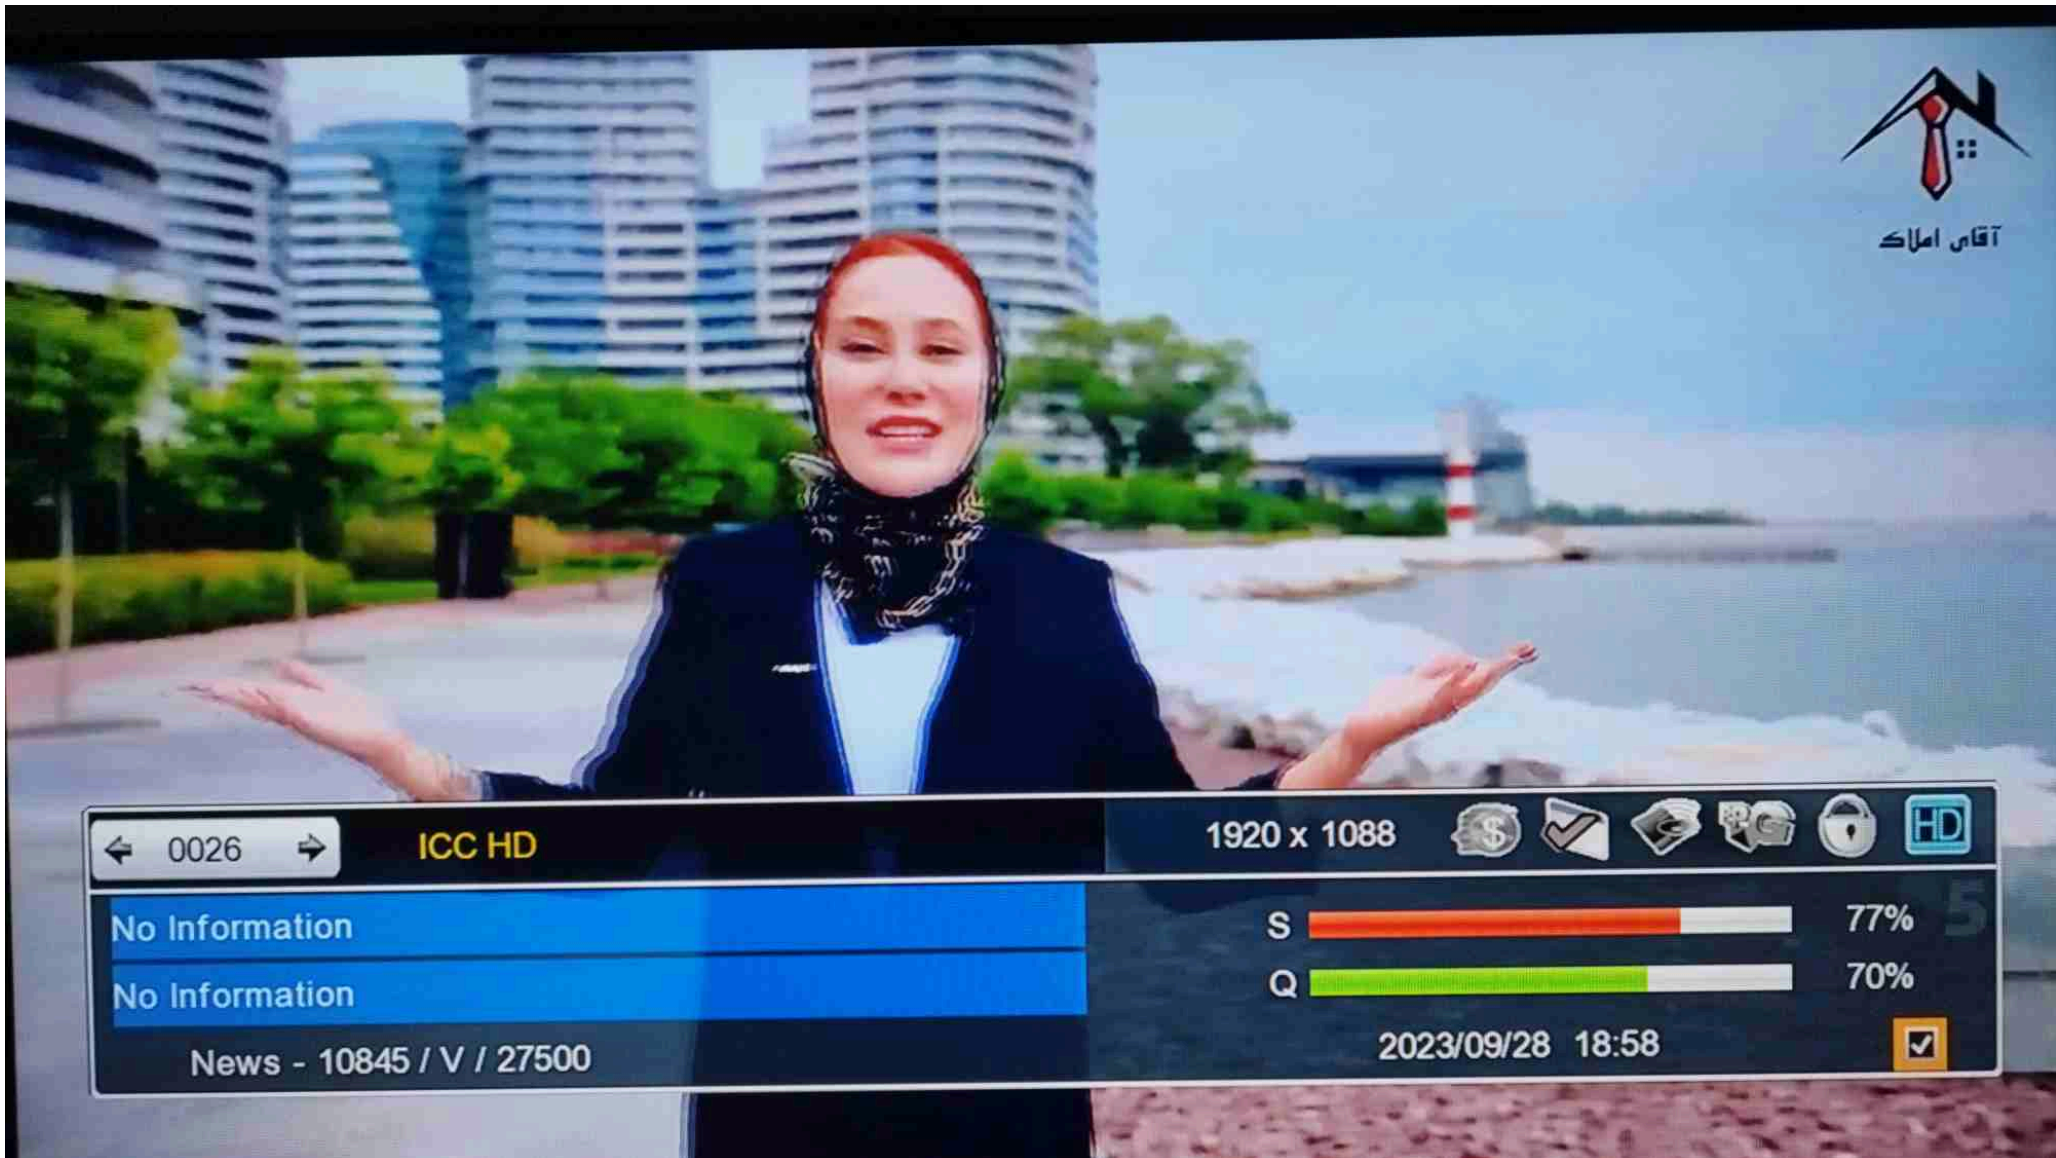 آقای املاک
0026
ICC HD
1920 x 1088
HD
No Information
S
77%
No Information
Q
70%
News - 10845 / V / 27500
2023/09/28 18:58